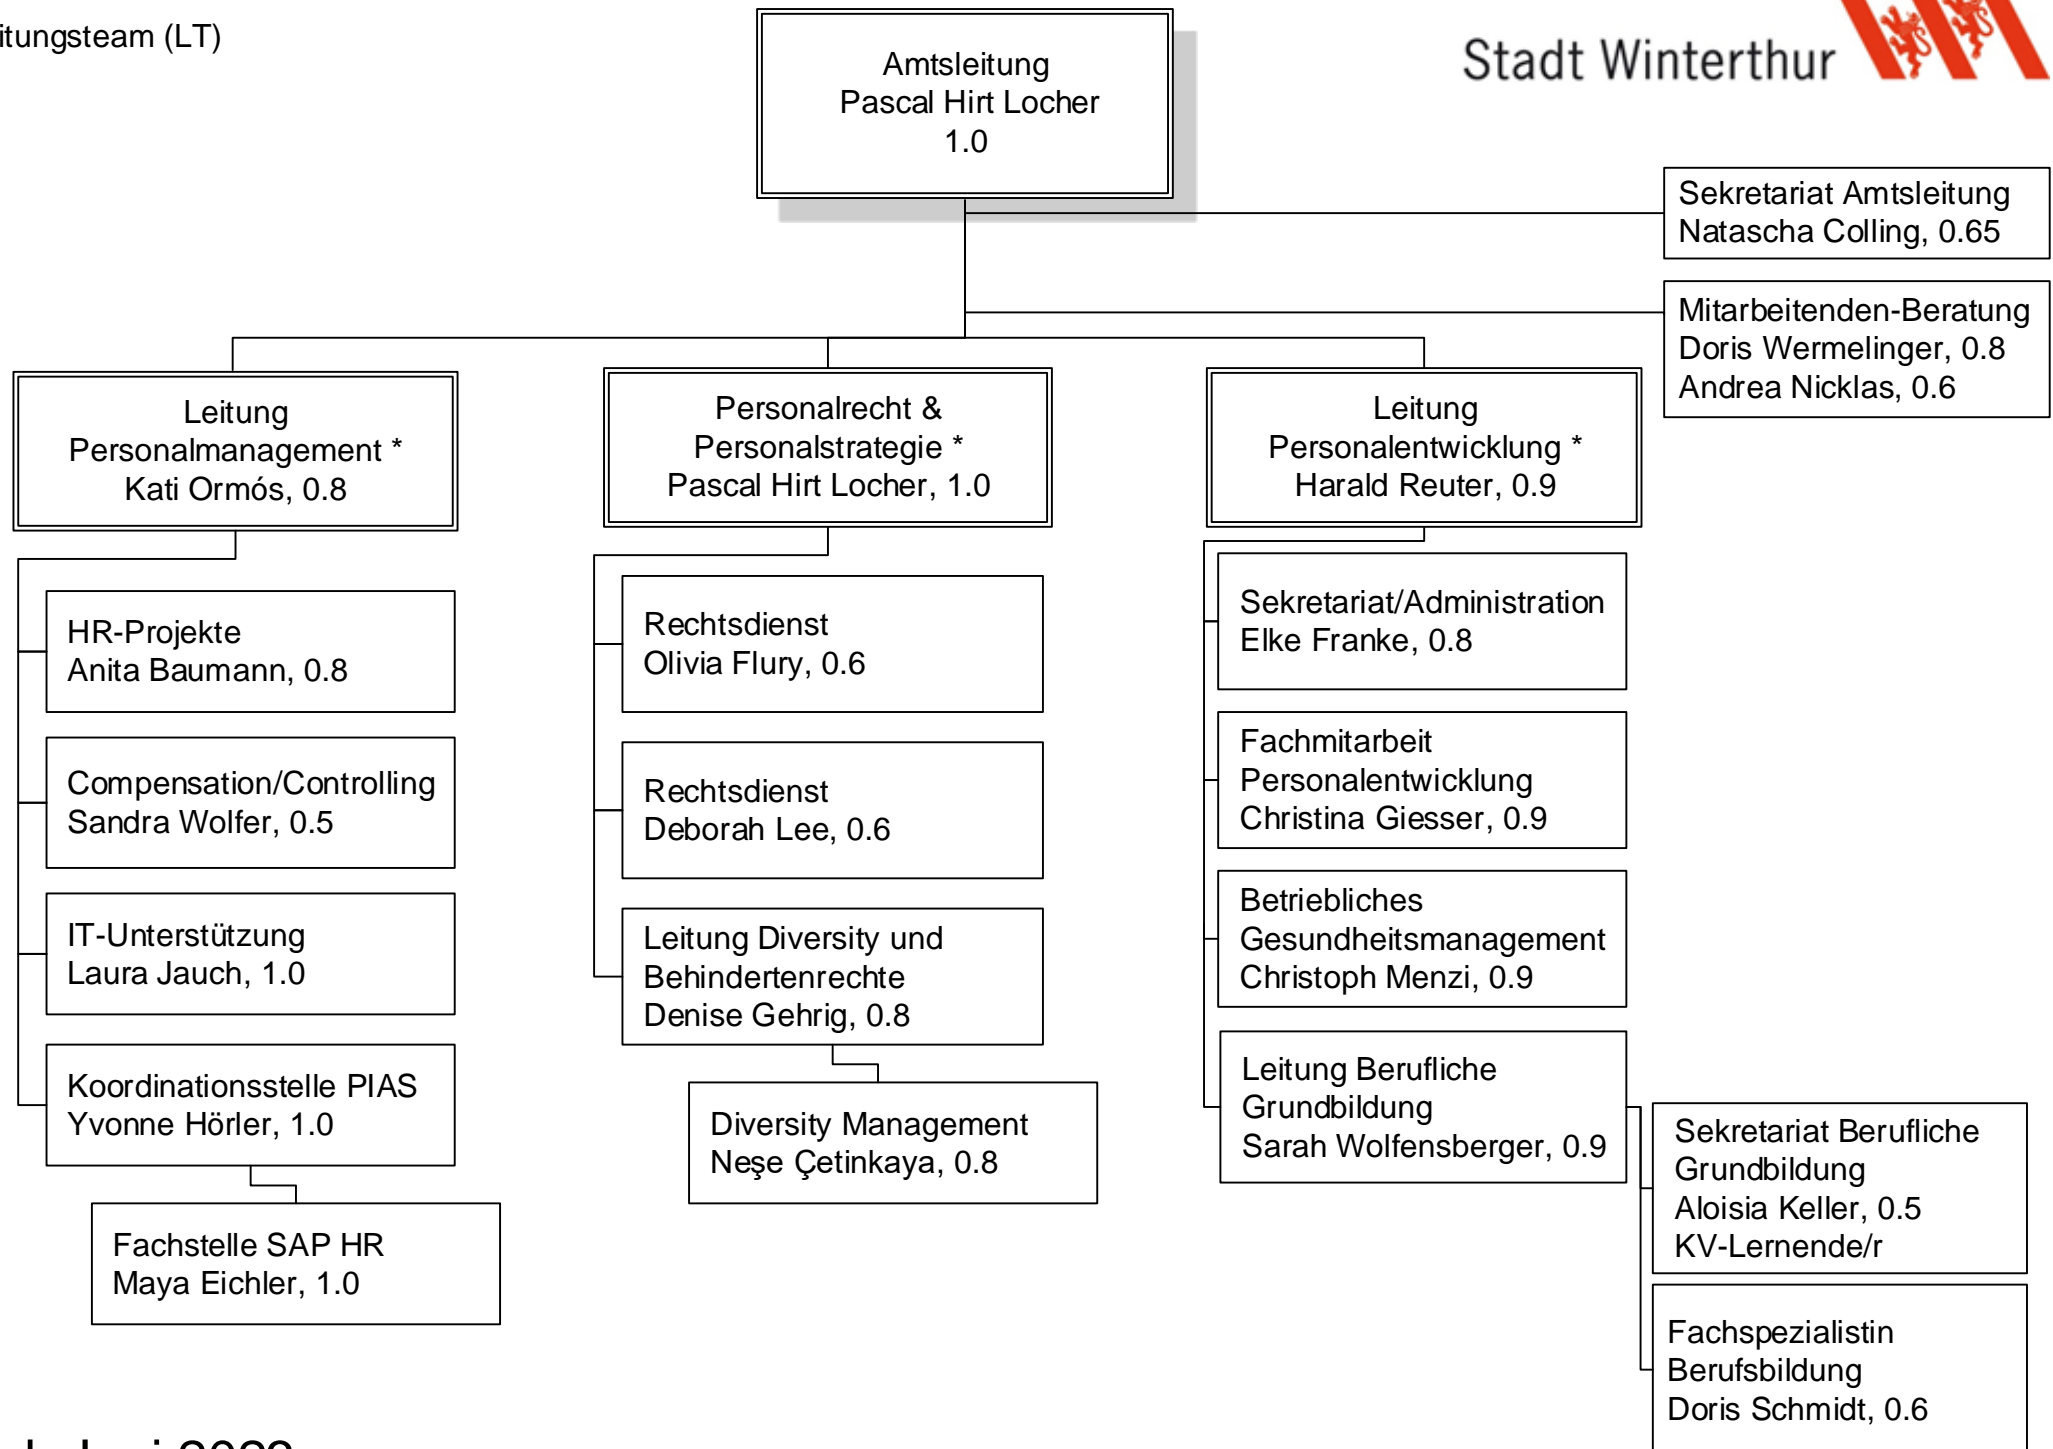 (LT)
Stadt Winterthur
Amtsleitung
Pascal Hirt Locher
1.0
Sekretariat Amtsleitung
Natascha Colling, 0.65
Mitarbeitenden-Beratung
Doris Wermelinger, 0.8
Andrea Nicklas, 0.6
Leitung
Personalmanagement *
Kati Ormós, 0.8
HR-Projekte
Anita Baumann, 0.8
Compensation/Controlling
Sandra Wolfer, 0.5
IT-Unterstützung
Laura Jauch, 1.0
Koordinationsstelle PIAS
Yvonne Hörler, 1.0
Fachstelle SAP HR
Maya Eichler, 1.0
Personalrecht &
Personalstrategie *
Pascal Hirt Locher, 1.0
Rechtsdienst
Olivia Flury, 0.6
Rechtsdienst
Deborah Lee, 0.6
Leitung Diversity und
Behindertenrechte
Denise Gehrig, 0.8
Diversity Management
Neşe Çetinkaya, 0.8
Leitung
Personalentwicklung *
Harald Reuter, 0.9
Sekretariat/Administration
Elke Franke, 0.8
Fachmitarbeit
Personalentwicklung
Christina Giesser, 0.9
Betriebliches
Gesundheitsmanagement
Christoph Menzi, 0.9
Leitung Berufliche
Grundbildung
Sarah Wolfensberger, 0.9
Sekretariat Berufliche
Grundbildung
Aloisia Keller, 0.5
KV-Lernende/r
Fachspezialistin
Berufsbildung
Doris Schmidt, 0.6